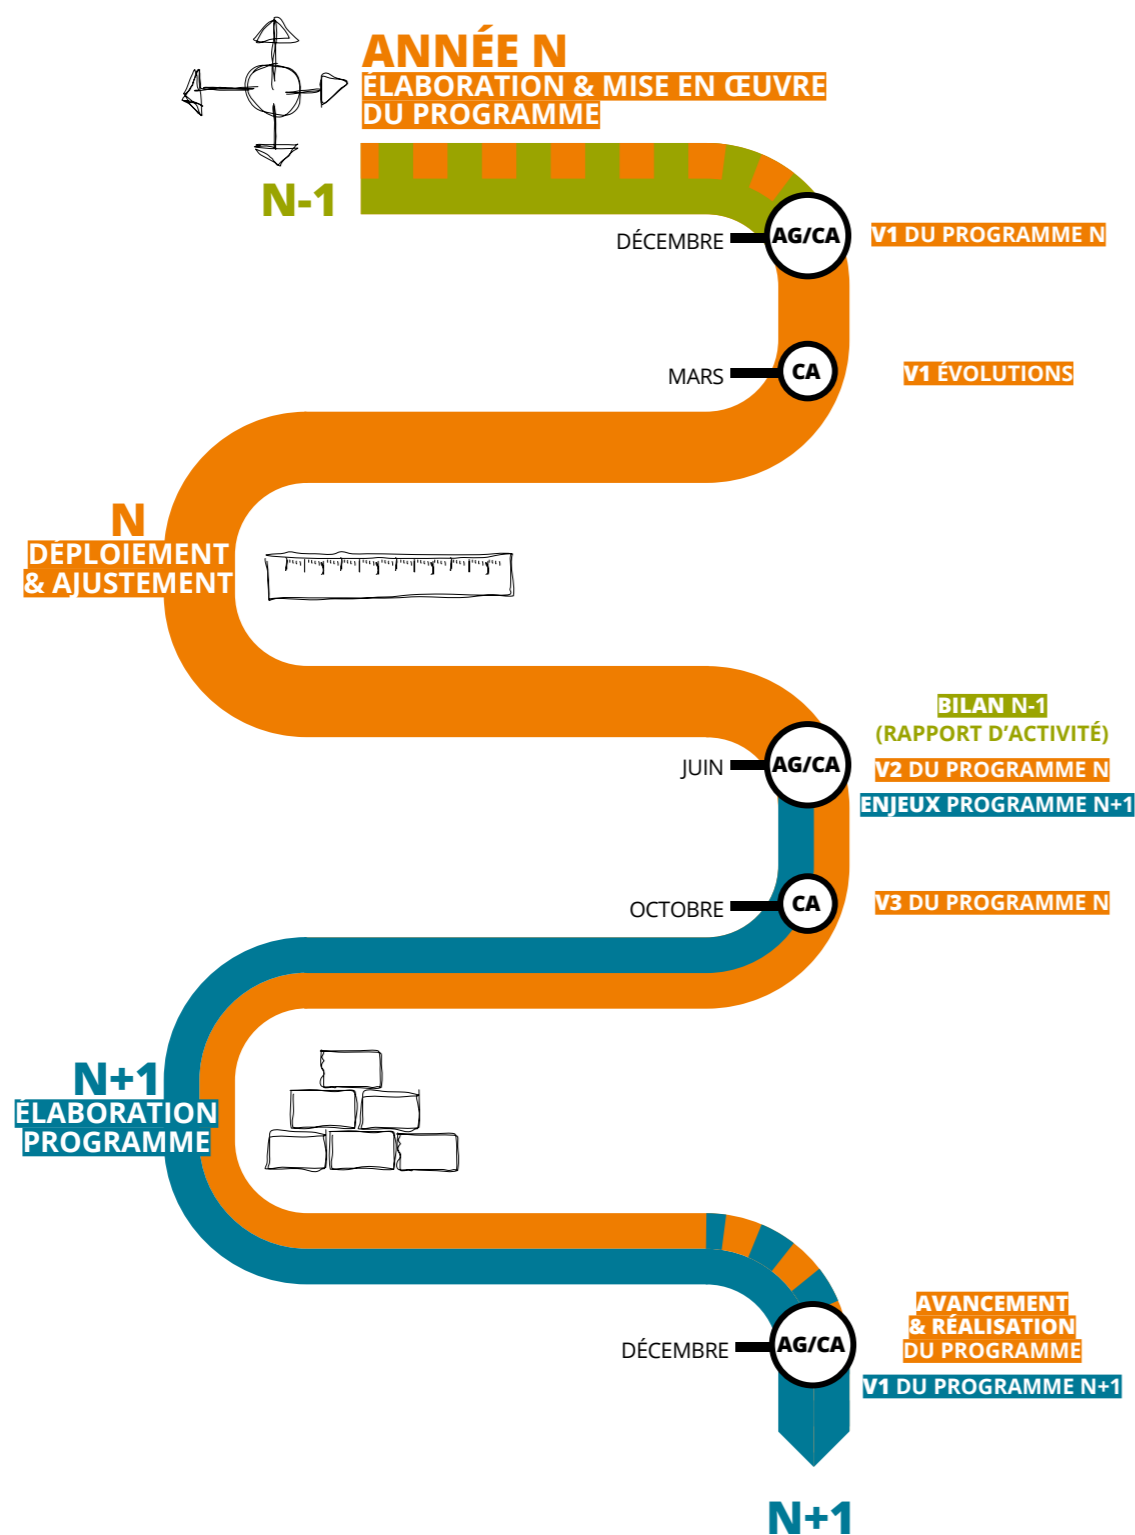 ANNÉE N
ÉLABORATION & MISE EN ŒUVRE
DU PROGRAMME
N-1
DÉCEMBRE
AG/CA
V1 DU PROGRAMME N
MARS
CA
V1 ÉVOLUTIONS
N
DÉPLOIEMENT
& AJUSTEMENT
BILAN N-1
(RAPPORT D’ACTIVITÉ)
JUIN
AG/CA
V2 DU PROGRAMME N
ENJEUX PROGRAMME N+1
OCTOBRE
CA
V3 DU PROGRAMME N
N+1
ÉLABORATION
PROGRAMME
AVANCEMENT
& RÉALISATION
DU PROGRAMME
DÉCEMBRE
AG/CA
V1 DU PROGRAMME N+1
N+1